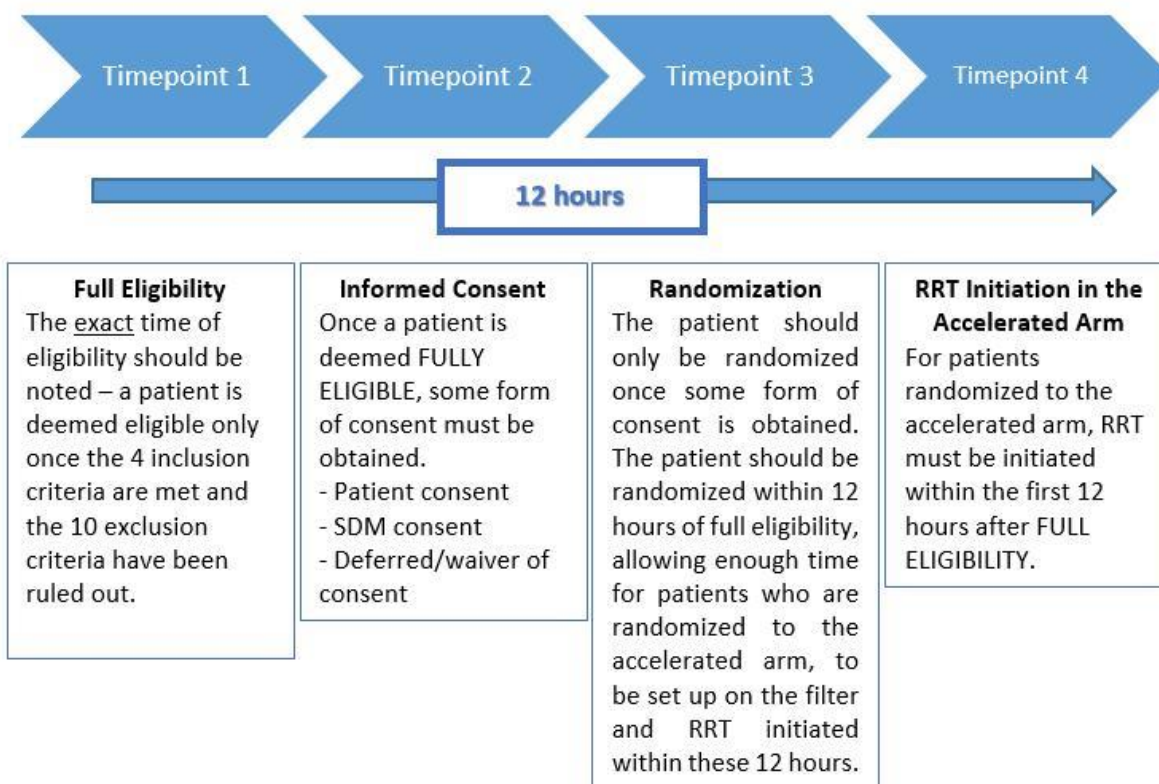 Timepoint 1
Timepoint 2
Timepoint 3
Timepoint 4
12 hours
Full Eligibility
The exact time of
eligibility should be
noted – a patient is
deemed eligible only
once the 4 inclusion
criteria are met and
the 10 exclusion
criteria have been
ruled out.
Informed Consent
Once a patient is
deemed FULLY
ELIGIBLE, some form
of consent must be
obtained.
- Patient consent
- SDM consent
- Deferred/waiver of
consent
Randomization
The patient should
only be randomized
once some form of
consent is obtained.
The patient should be
randomized within 12
hours of full eligibility,
allowing enough time
for patients who are
randomized to the
accelerated arm, to
be set up on the filter
and RRT initiated
within these 12 hours.
RRT Initiation in the
Accelerated Arm
For patients
randomized to the
accelerated arm, RRT
must be initiated
within the first 12
hours after FULL
ELIGIBILITY.